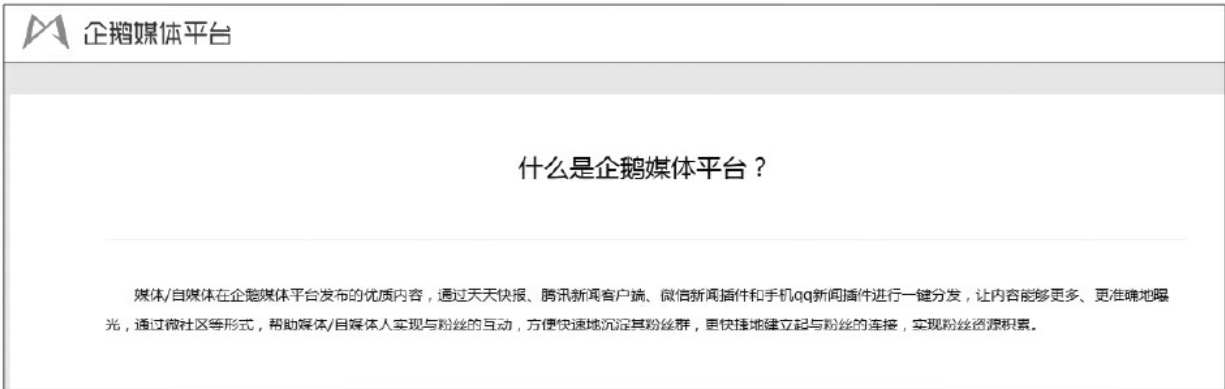 企鹅媒体平台
什么是企鹅媒体平台？
媒体/自媒体在企鹅媒体平台发布的优质内容，通过天天快报、腾讯新闻客户端、微信新闻插件和手机qq新闻插件进行一键分发，让内容能够更多、更准确地曝
光，通过微社区等形式，帮助媒体/自媒体人实现与粉丝的互动，方便快速地沉淀其粉丝群，更快捷地建立起与粉丝的连接，实现粉丝资源积累。